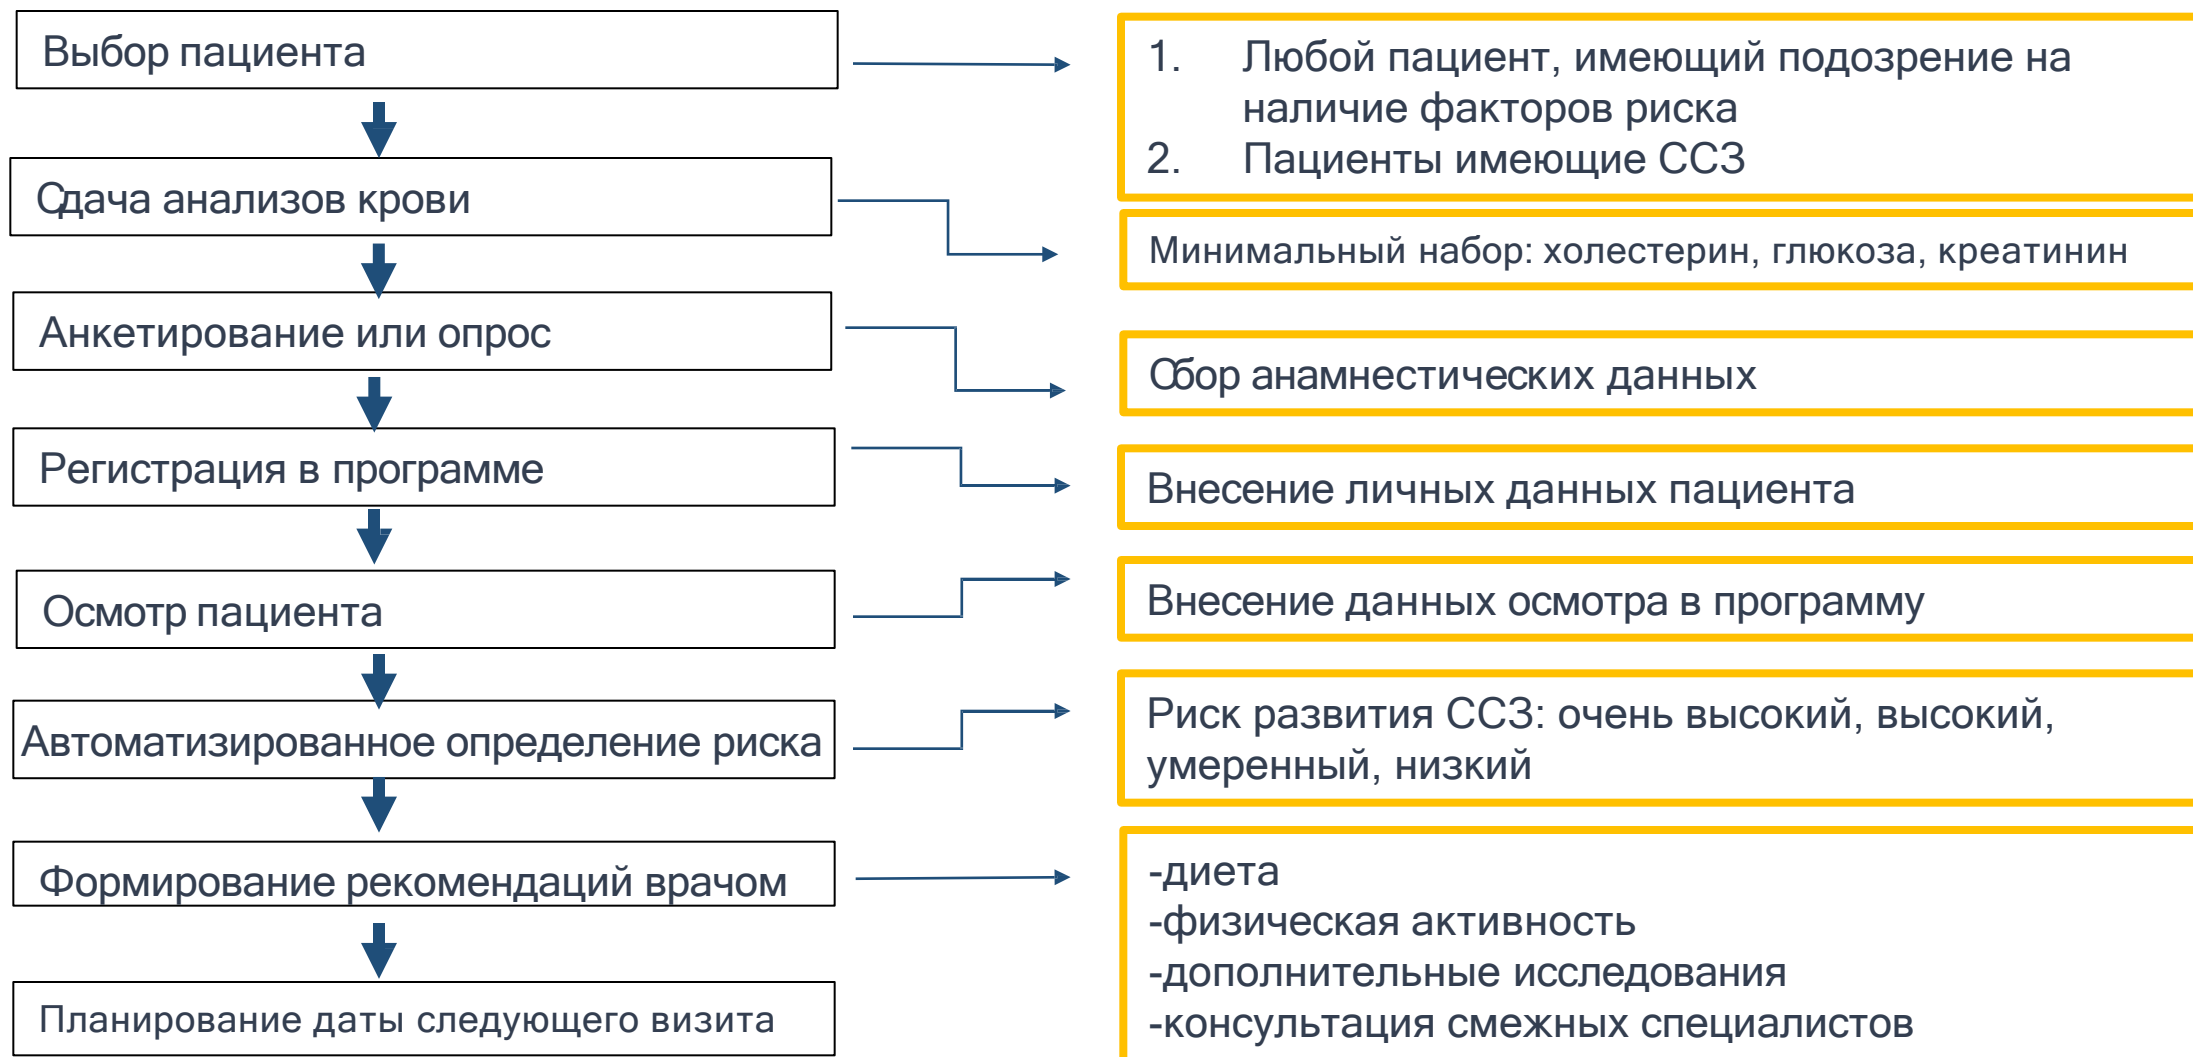 Выбор пациента
1. Любой пациент, имеющий подозрение на
наличие факторов риска
2. Пациенты имеющие ССЗ
Сдача анализов крови
Минимальный набор: холестерин, глюкоза, креатинин
Анкетирование или опрос
Сбор анамнестических данных
Регистрация в программе
Внесение личных данных пациента
Осмотр пациента
Внесение данных осмотра в программу
Автоматизированное определение риска
Риск развития ССЗ: очень высокий, высокий,
умеренный, низкий
Формирование рекомендаций врачом
-диета
-физическая активность
-дополнительные исследования
-консультация смежных специалистов
Планирование даты следующего визита